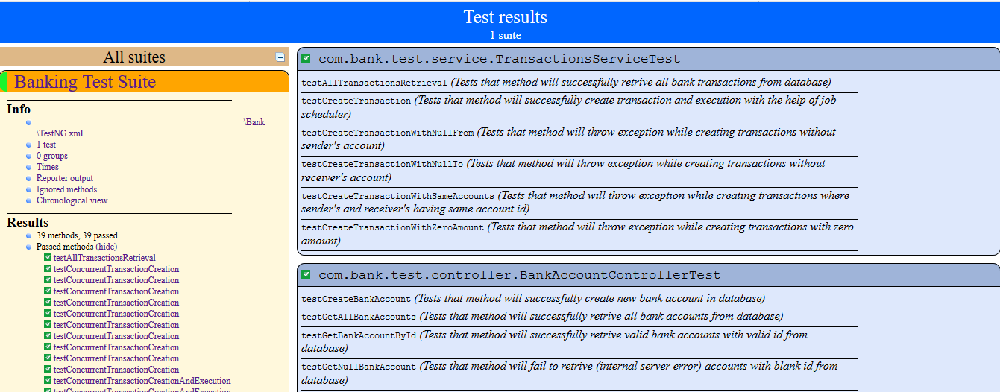 Test results
1 suite
All suites
Banking Test Suite
Info
\Bank
\TestNG.xml
1 test
0 groups
Times
Reporter output
Ignored methods
Chronological view
Results
39 methods, 39 passed
Passed methods (hide)
testAllTransactionsRetrieval
testConcurrentTransactionCreation
testConcurrentTransactionCreation
testConcurrentTransactionCreation
testConcurrentTransactionCreation
testConcurrentTransactionCreation
testConcurrentTransactionCreation
testConcurrentTransactionCreation
testConcurrentTransactionCreation
testConcurrentTransactionCreation
testConcurrentTransactionCreation
testConcurrentTransactionCreationAndExecution
testConcurrentTransactionCreationAndExecution
com.bank.test.service.TransactionsServiceTest
testAllTransactionsRetrieval (Tests that method will successfully retrive all bank transactions from database)
testCreateTransaction (Tests that method will successfully create transaction and execution with the help of job
scheduler)
testCreateTransactionWithNullFrom (Tests that method will throw exception while creating transactions without
sender's account)
testCreateTransactionWithNullTo (Tests that method will throw exception while creating transactions without
receiver's account)
testCreateTransactionWithSameAccounts (Tests that method will throw exception while creating transactions where
sender's and receiver's having same account id)
testCreateTransactionWithZeroAmount (Tests that method will throw exception while creating transactions with zero
amount)
com.bank.test.controller.BankAccountControllerTest
testCreateBankAccount (Tests that method will successfully create new bank account in database)
testGetAllBankAccounts (Tests that method will successfully retrive all bank accounts from database)
testGetBankAccountById (Tests that method will successfully retrive valid bank accounts with valid id from
database)
testGetNullBankAccount (Tests that method will fail to retrive (internal server error) accounts with blank id from
database)